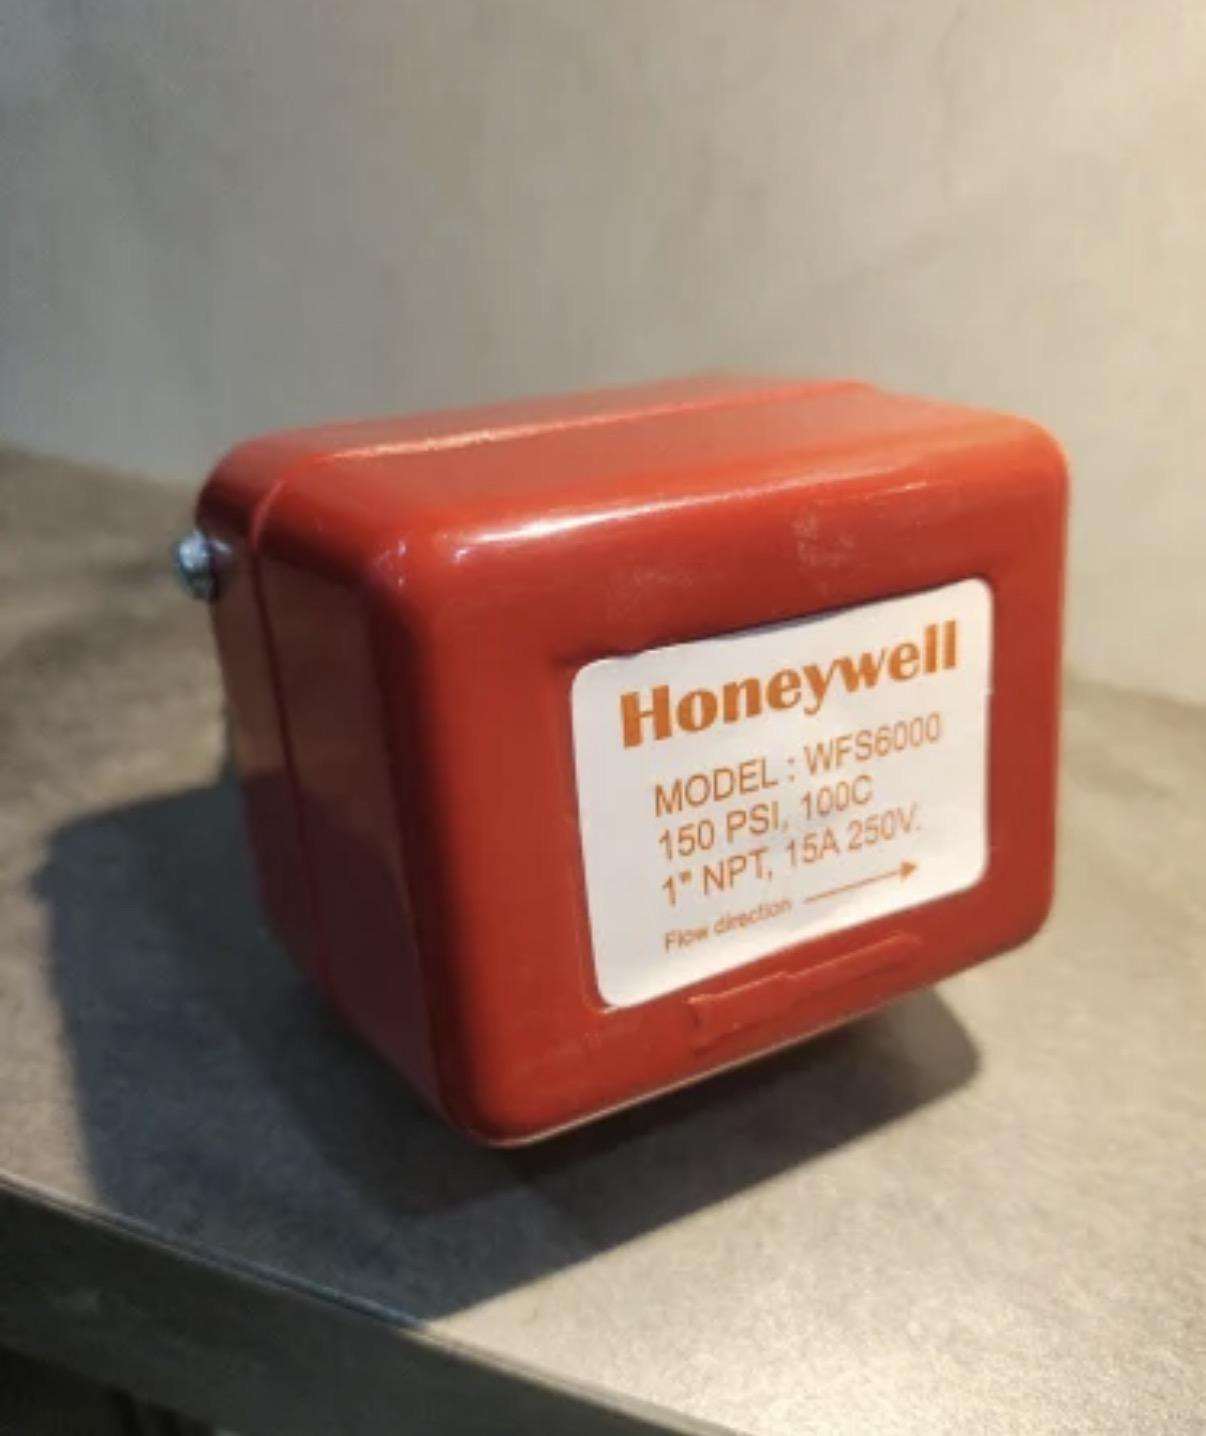 Honeywell
MODEL : WFS6000
150 PSI, 100C
1" NPT, 15A 250V.
Flow direction